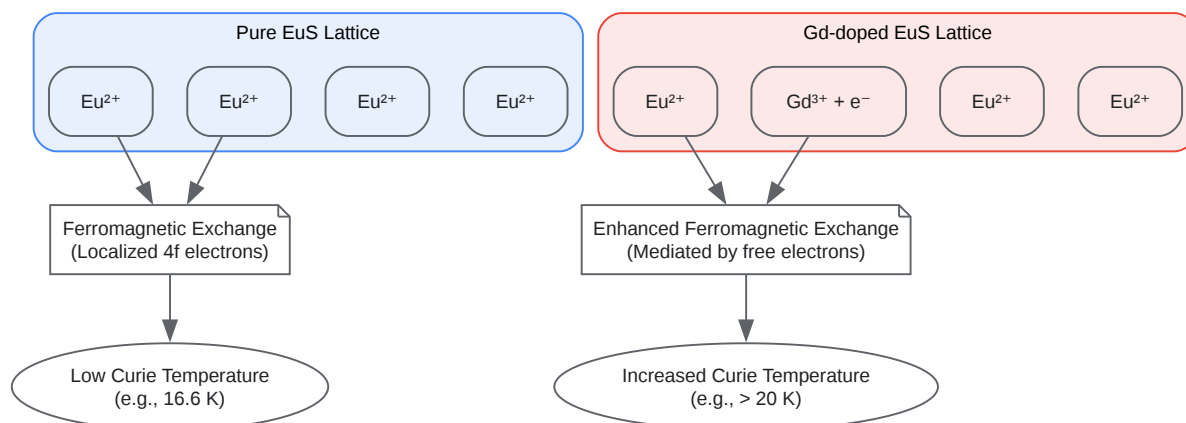 Pure EuS Lattice
Eu²⁺
Eu²⁺
Eu²⁺
Eu²⁺
Ferromagnetic Exchange
(Localized 4f electrons)
Low Curie Temperature
(e.g., 16.6 K)
Gd-doped EuS Lattice
Eu²⁺
Gd³⁺ + e⁻
Eu²⁺
Eu²⁺
Enhanced Ferromagnetic Exchange
(Mediated by free electrons)
Increased Curie Temperature
(e.g., > 20 K)